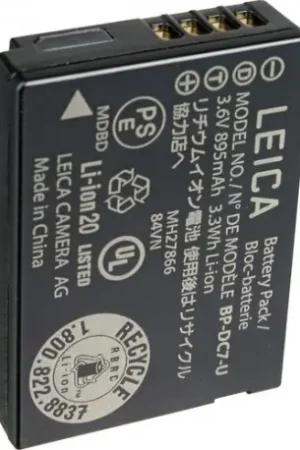 LEICA
Battery Pack/
Bloc-batterie
MODEL NO./N° DE MODÈLE BP-DC7-U
3.6V 895mAh 3.3Wh Li-ion
リチウムイオン電池 使用後はリサイクル
協力店へ
MH27866
84VN
PS
E
MDBD
Li-ion20
LEICA CAMERA AG
Made in China
RECYCLE
RBRC
Li-ion
1.800.822.8837